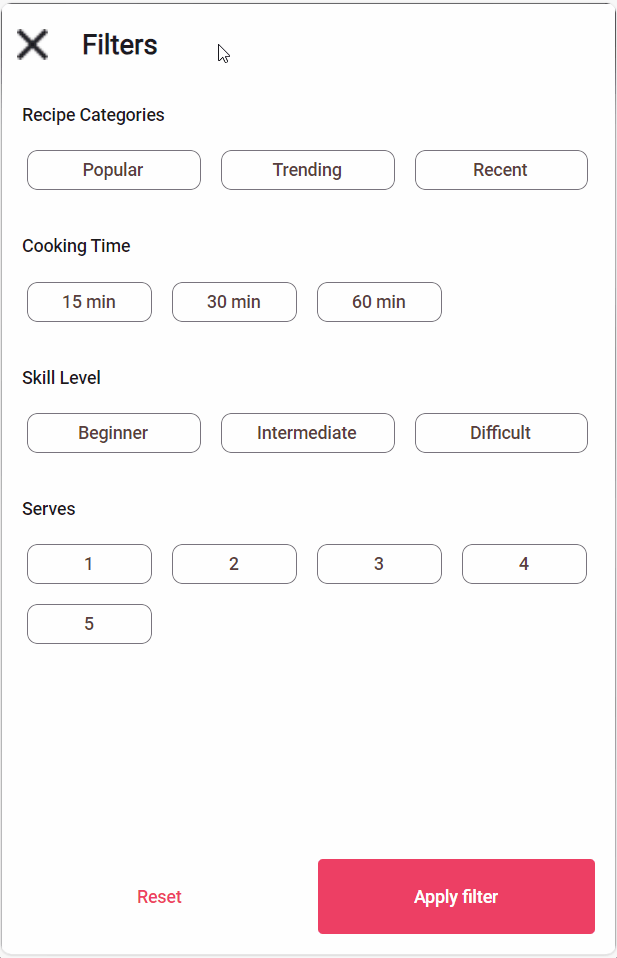 Filters
Recipe Categories
Popular Trending Recent
Cooking Time
15 min 30 min 60 min
Skill Level
Beginner Intermediate Difficult
Serves
1 2 3 4
5
Reset Apply filter